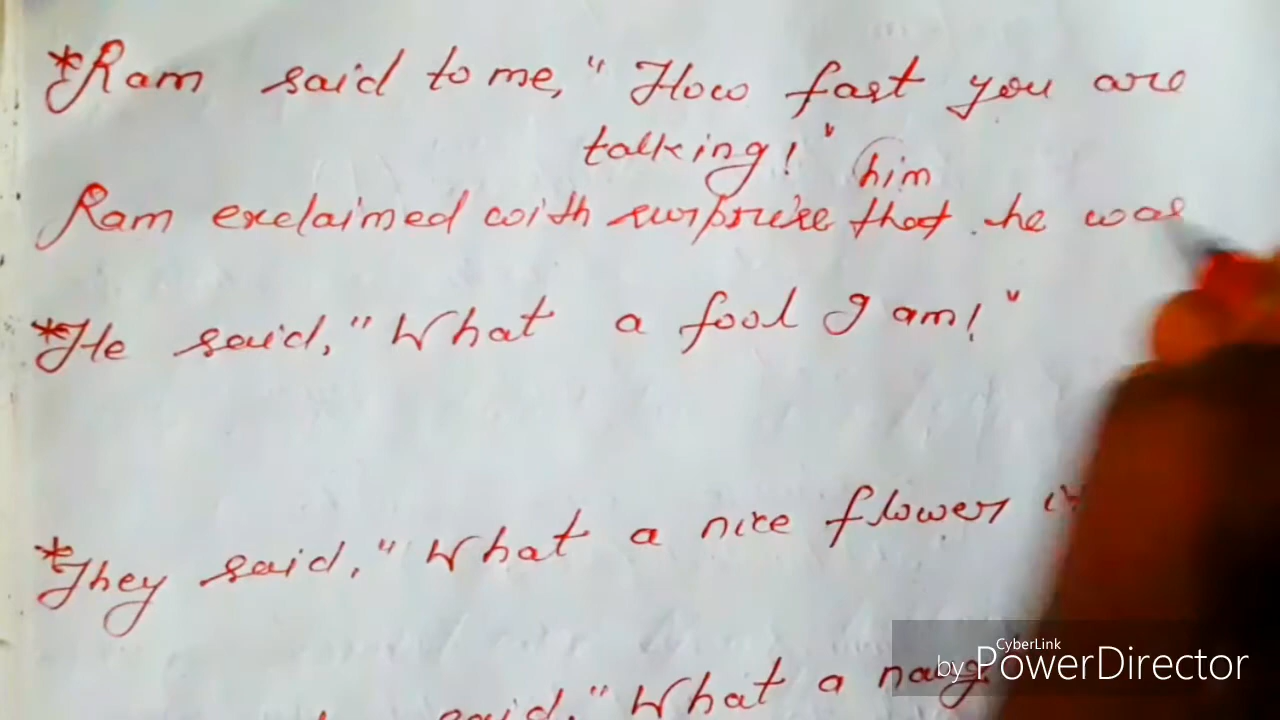 *Ram said to me, "How fast you are
talking!"
him
Ram exclaimed with surprise that he was
*He said, "What a fool I am!"
*They said, "What a nice flower
said, "What a
CyberLink
by PowerDirector